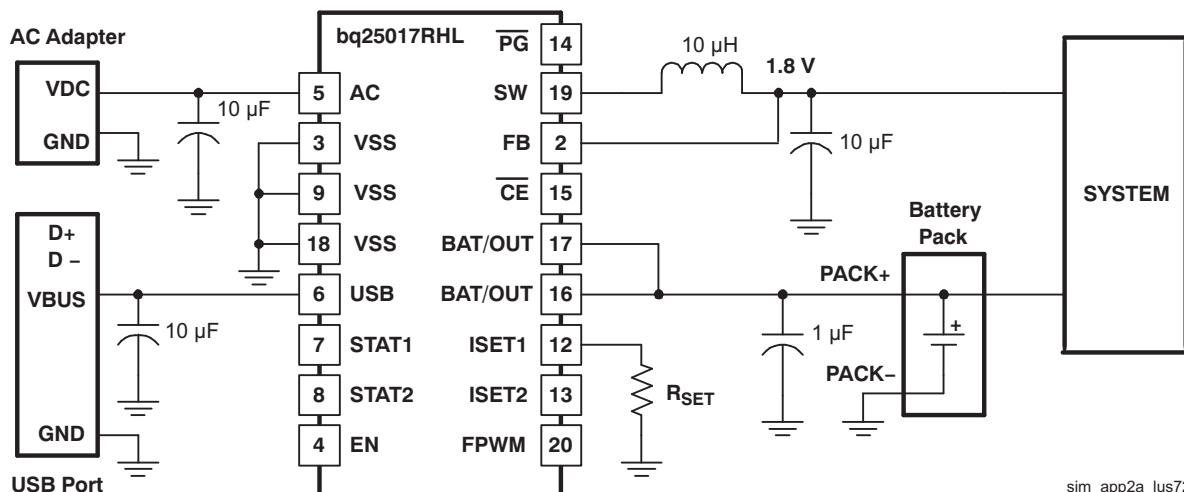 AC Adapter
VDC
GND
10 µF
bq25017RHL
5 AC
3 VSS
9 VSS
18 VSS
6 USB
7 STAT1
8 STAT2
4 EN
PG 14
SW 19
FB 2
CE 15
BAT/OUT 17
BAT/OUT 16
ISET1 12
ISET2 13
FPWM 20
D+
D −
VBUS
10 µF
GND
USB Port
10 µH
1.8 V
10 µF
SYSTEM
Battery
Pack
PACK+
+
1 µF
PACK−
RSET